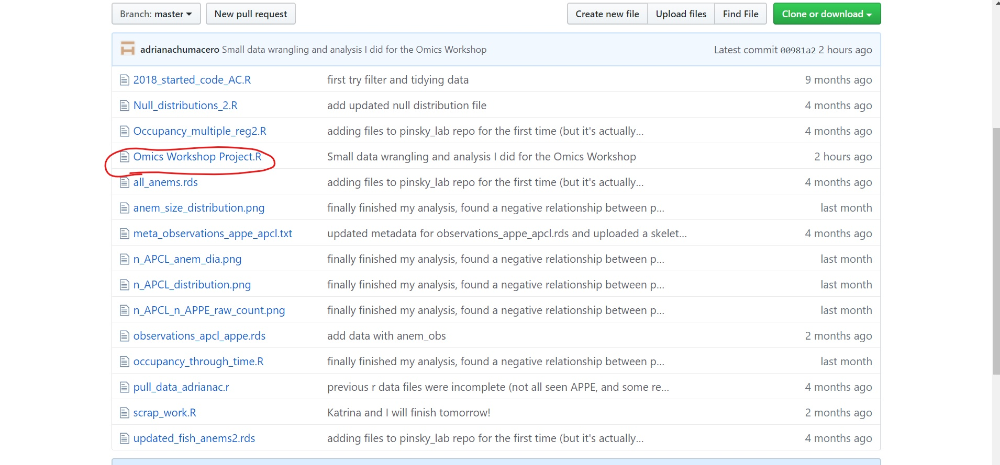 Branch: master New pull request Create new file Upload files Find File Clone or download
adrianachumacero Small data wrangling and analysis I did for the Omics Workshop Latest commit 00981a2 2 hours ago
2018_started_code_AC.R first try filter and tidying data 9 months ago
Null_distributions_2.R add updated null distribution file 4 months ago
Occupancy_multiple_reg2.R adding files to pinsky_lab repo for the first time (but it's actually... 4 months ago
Omics Workshop Project.R Small data wrangling and analysis I did for the Omics Workshop 2 hours ago
all_anems.rds adding files to pinsky_lab repo for the first time (but it's actually... 4 months ago
anem_size_distribution.png finally finished my analysis, found a negative relationship between p... last month
meta_observations_appe_apcl.txt updated metadata for observations_appe_apcl.rds and uploaded a skelet... 4 months ago
n_APCL_anem_dia.png finally finished my analysis, found a negative relationship between p... last month
n_APCL_distribution.png finally finished my analysis, found a negative relationship between p... last month
n_APCL_n_APPE_raw_count.png finally finished my analysis, found a negative relationship between p... last month
observations_apcl_appe.rds add data with anem_obs 2 months ago
occupancy_through_time.R finally finished my analysis, found a negative relationship between p... last month
pull_data_adrianac.r previous r data files were incomplete (not all seen APPE, and some re... 4 months ago
scrap_work.R Katrina and I will finish tomorrow! 2 months ago
updated_fish_anems2.rds adding files to pinsky_lab repo for the first time (but it's actually... 4 months ago